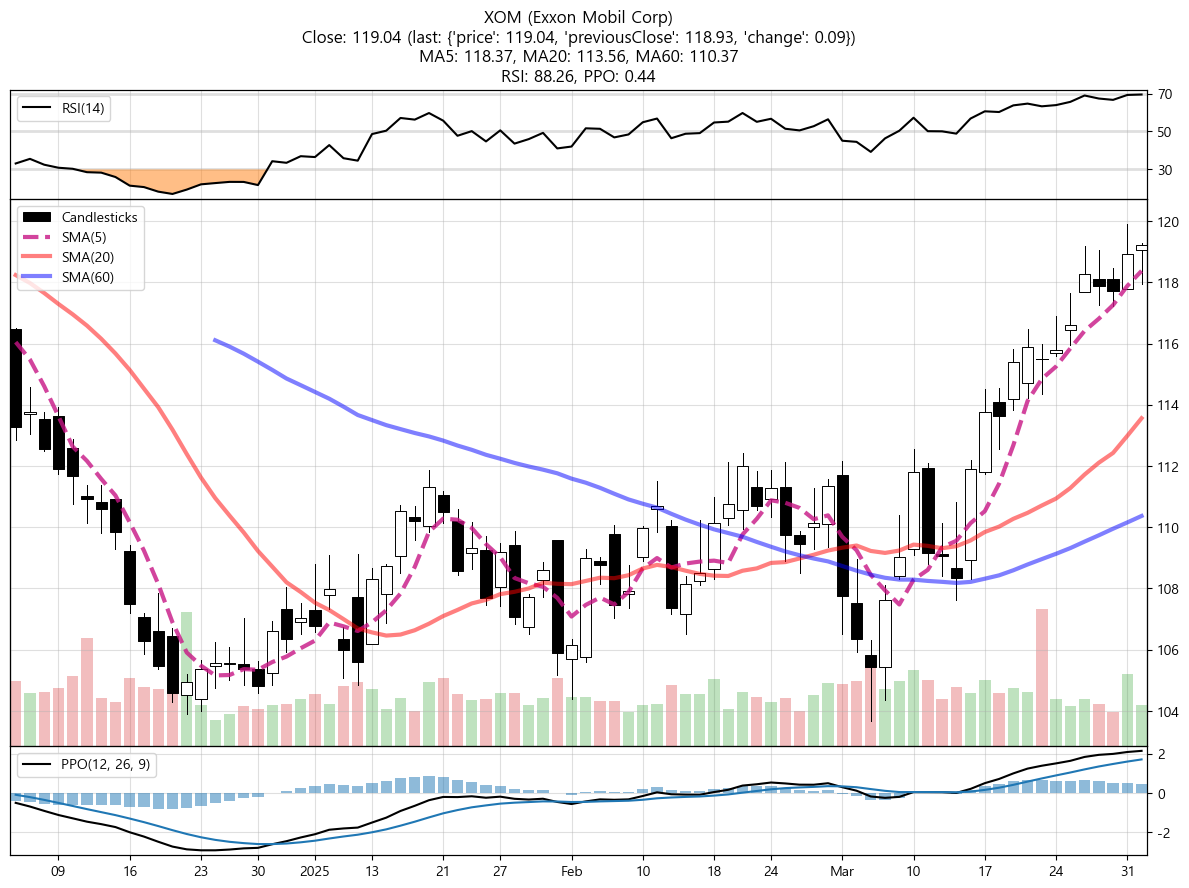 XOM (Exxon Mobil Corp)
Close: 119.04 (last: {'price': 119.04, 'previousClose': 118.93, 'change': 0.09})
MA5: 118.37, MA20: 113.56, MA60: 110.37
RSI: 88.26, PPO: 0.44
RSI(14)
70
50
30
Candlesticks
SMA(5)
SMA(20)
SMA(60)
120
118
116
114
112
110
108
106
104
PPO(12, 26, 9)
2
0
-2
09 16 23 30 2025 13 21 27 Feb 10 18 24 Mar 10 17 24 31